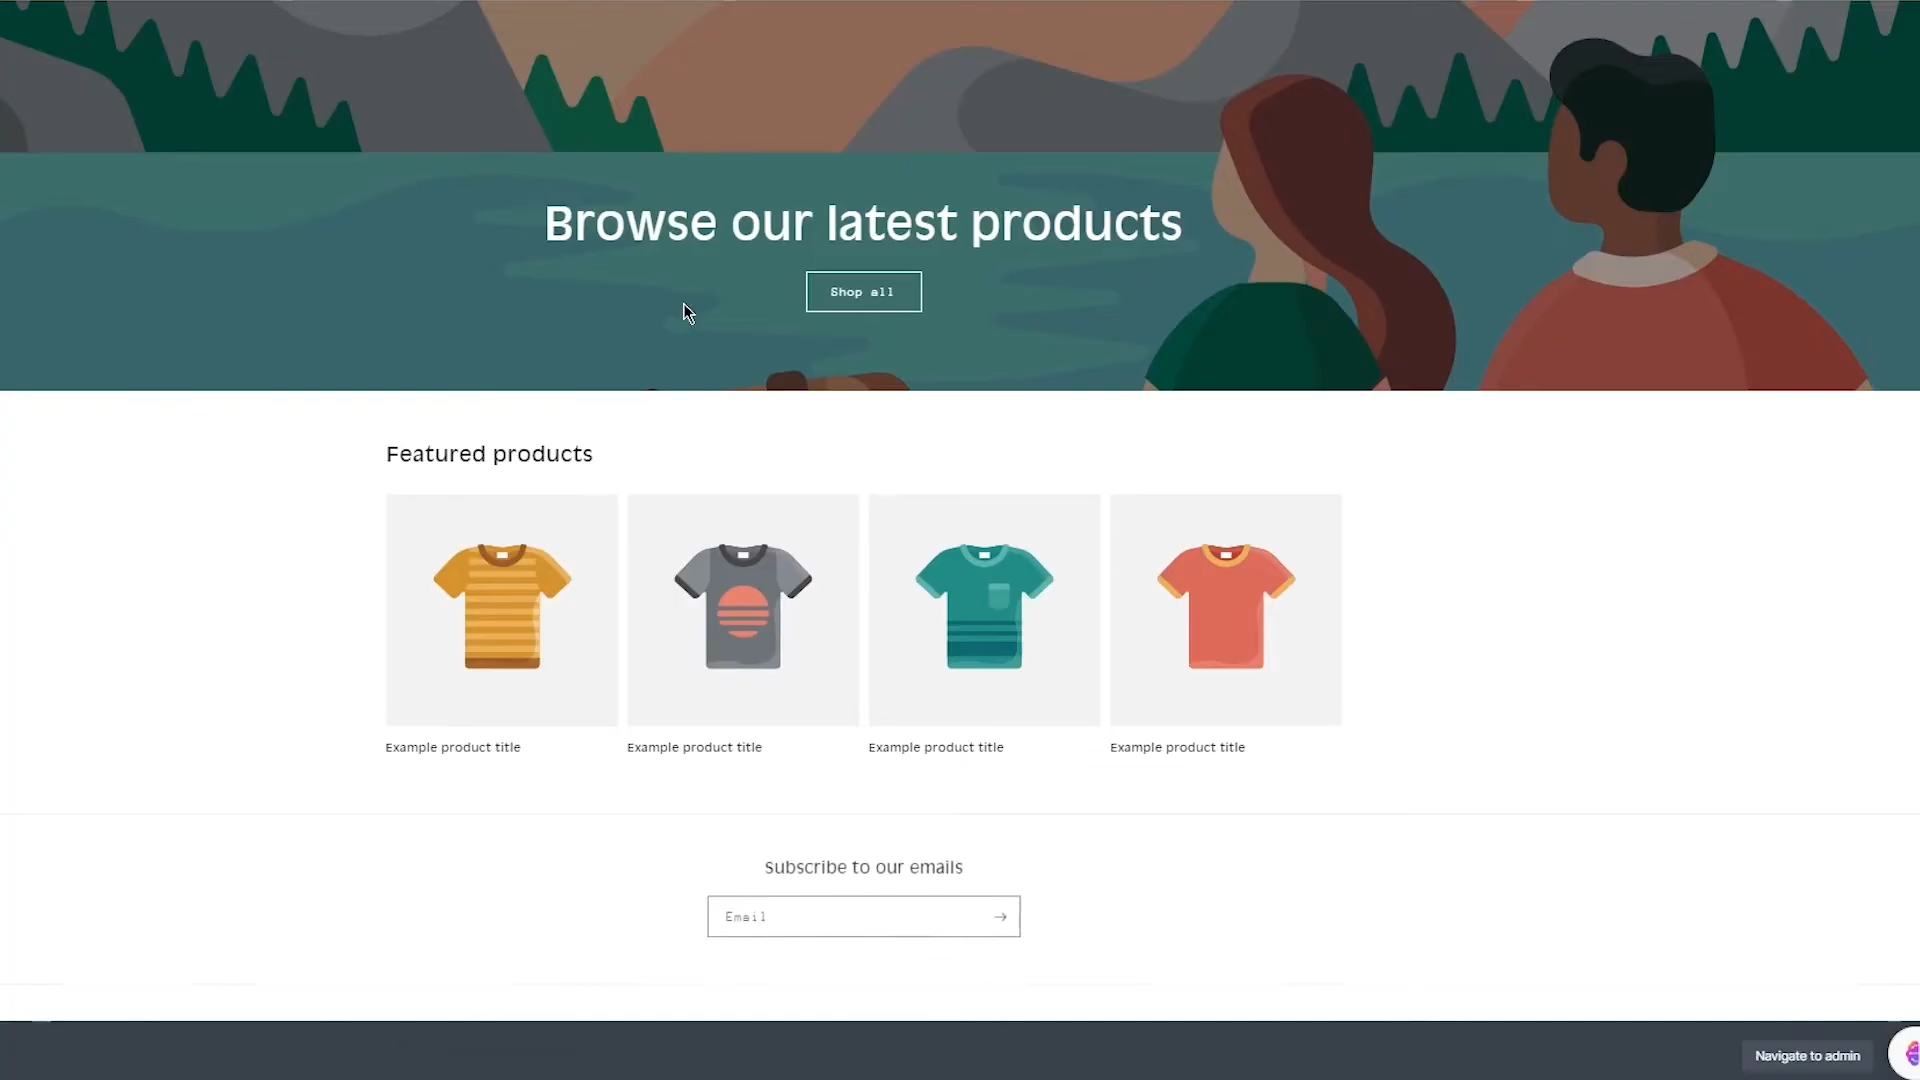 Browse our latest products
Shop all
Featured products
Example product title
Example product title
Example product title
Example product title
Subscribe to our emails
Email
Navigate to admin